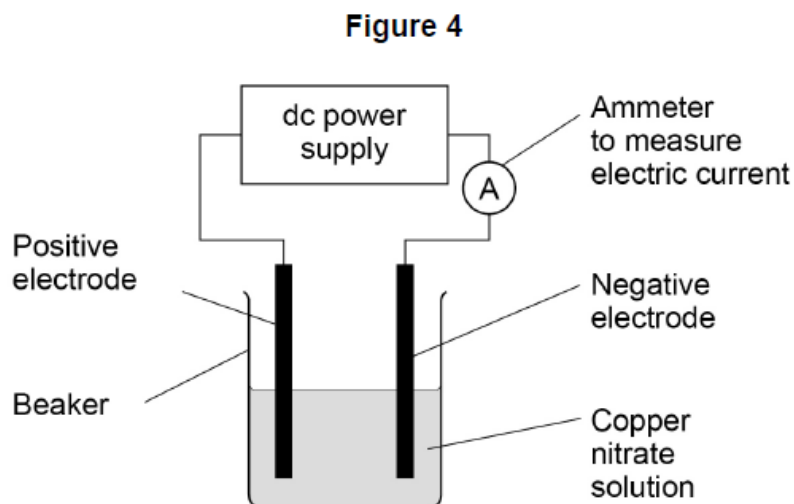 Figure 4
dc power
supply
Ammeter
to measure
electric current
A
Positive
electrode
Negative
electrode
Beaker
Copper
nitrate
solution